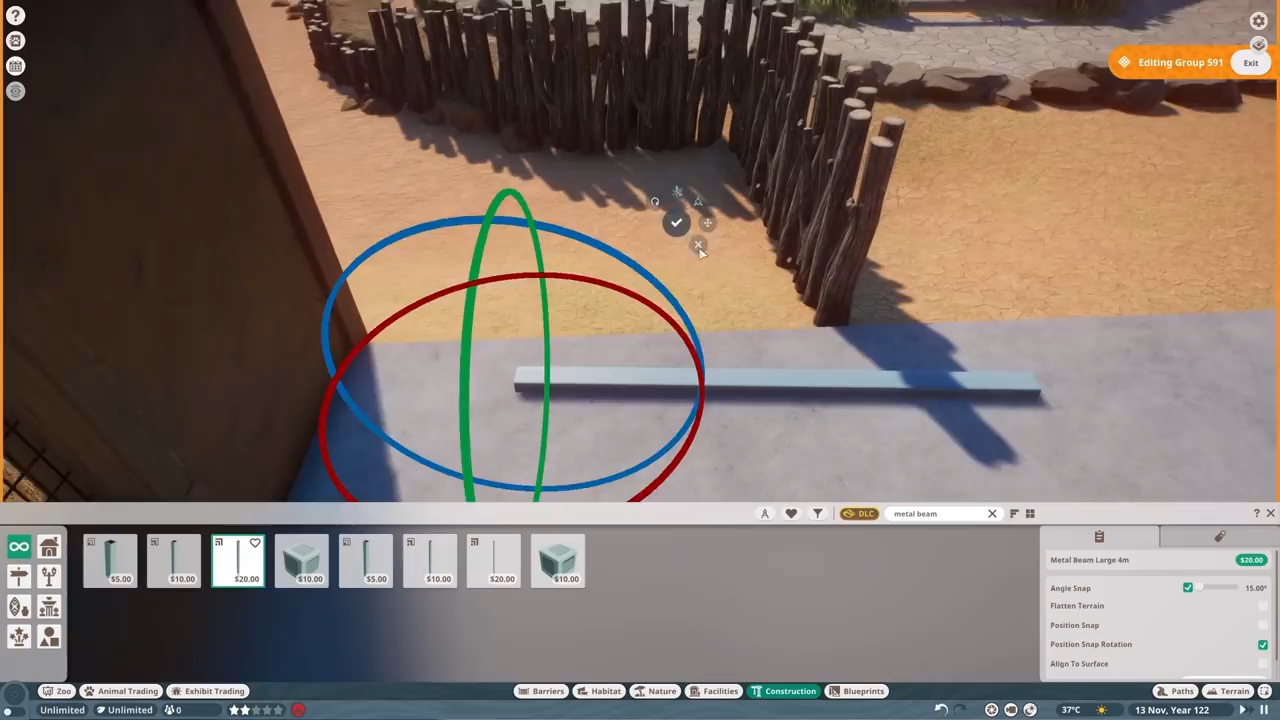 ?
Editing Group 591 Exit
DLC metal beam ?
$5.00 $10.00 $20.00 $10.00 $5.00 $10.00 $20.00 $10.00
Metal Beam Large 4m $20.00
Angle Snap 15.00°
Flatten Terrain
Position Snap
Position Snap Rotation
Align To Surface
Zoo Animal Trading Exhibit Trading Barriers Habitat Nature Facilities Construction Blueprints Paths Terrain
Unlimited Unlimited 0 37°C 13 Nov, Year 122